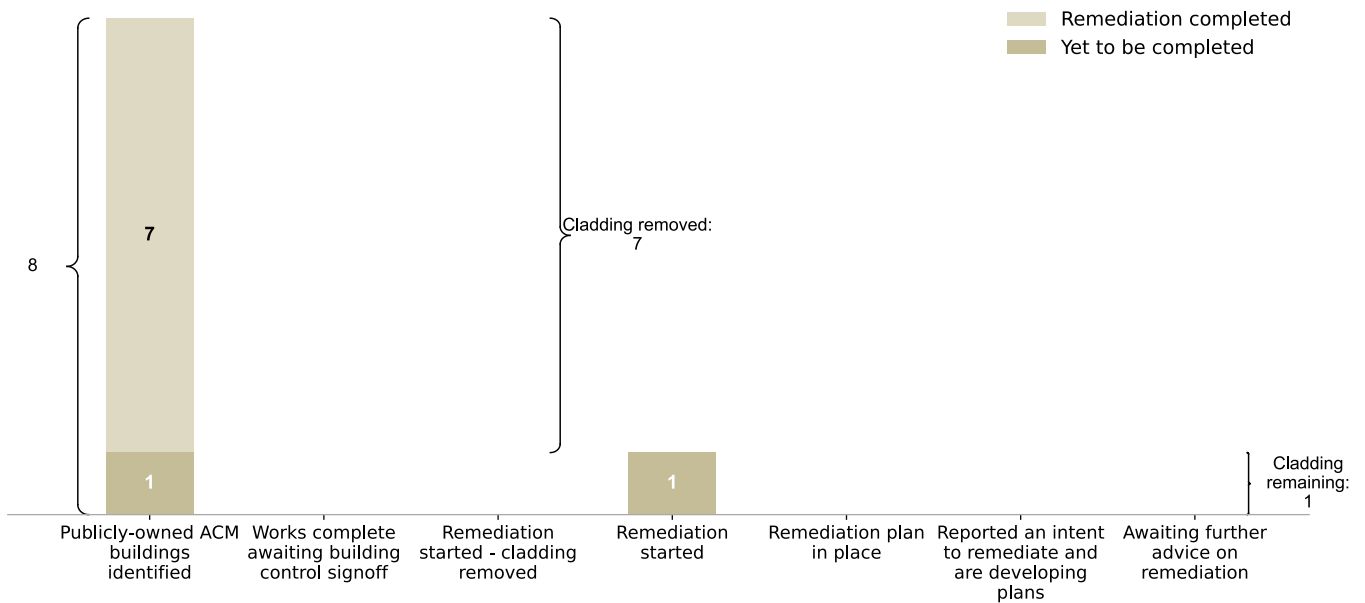 Remediation completed
Yet to be completed
8
7
1
Cladding removed:
7
1
Cladding
remaining:
1
Publicly-owned ACM
buildings
identified
Works complete
awaiting building
control signoff
Remediation
started - cladding
removed
Remediation
started
Remediation plan
in place
Reported an intent
to remediate and
are developing
plans
Awaiting further
advice on
remediation